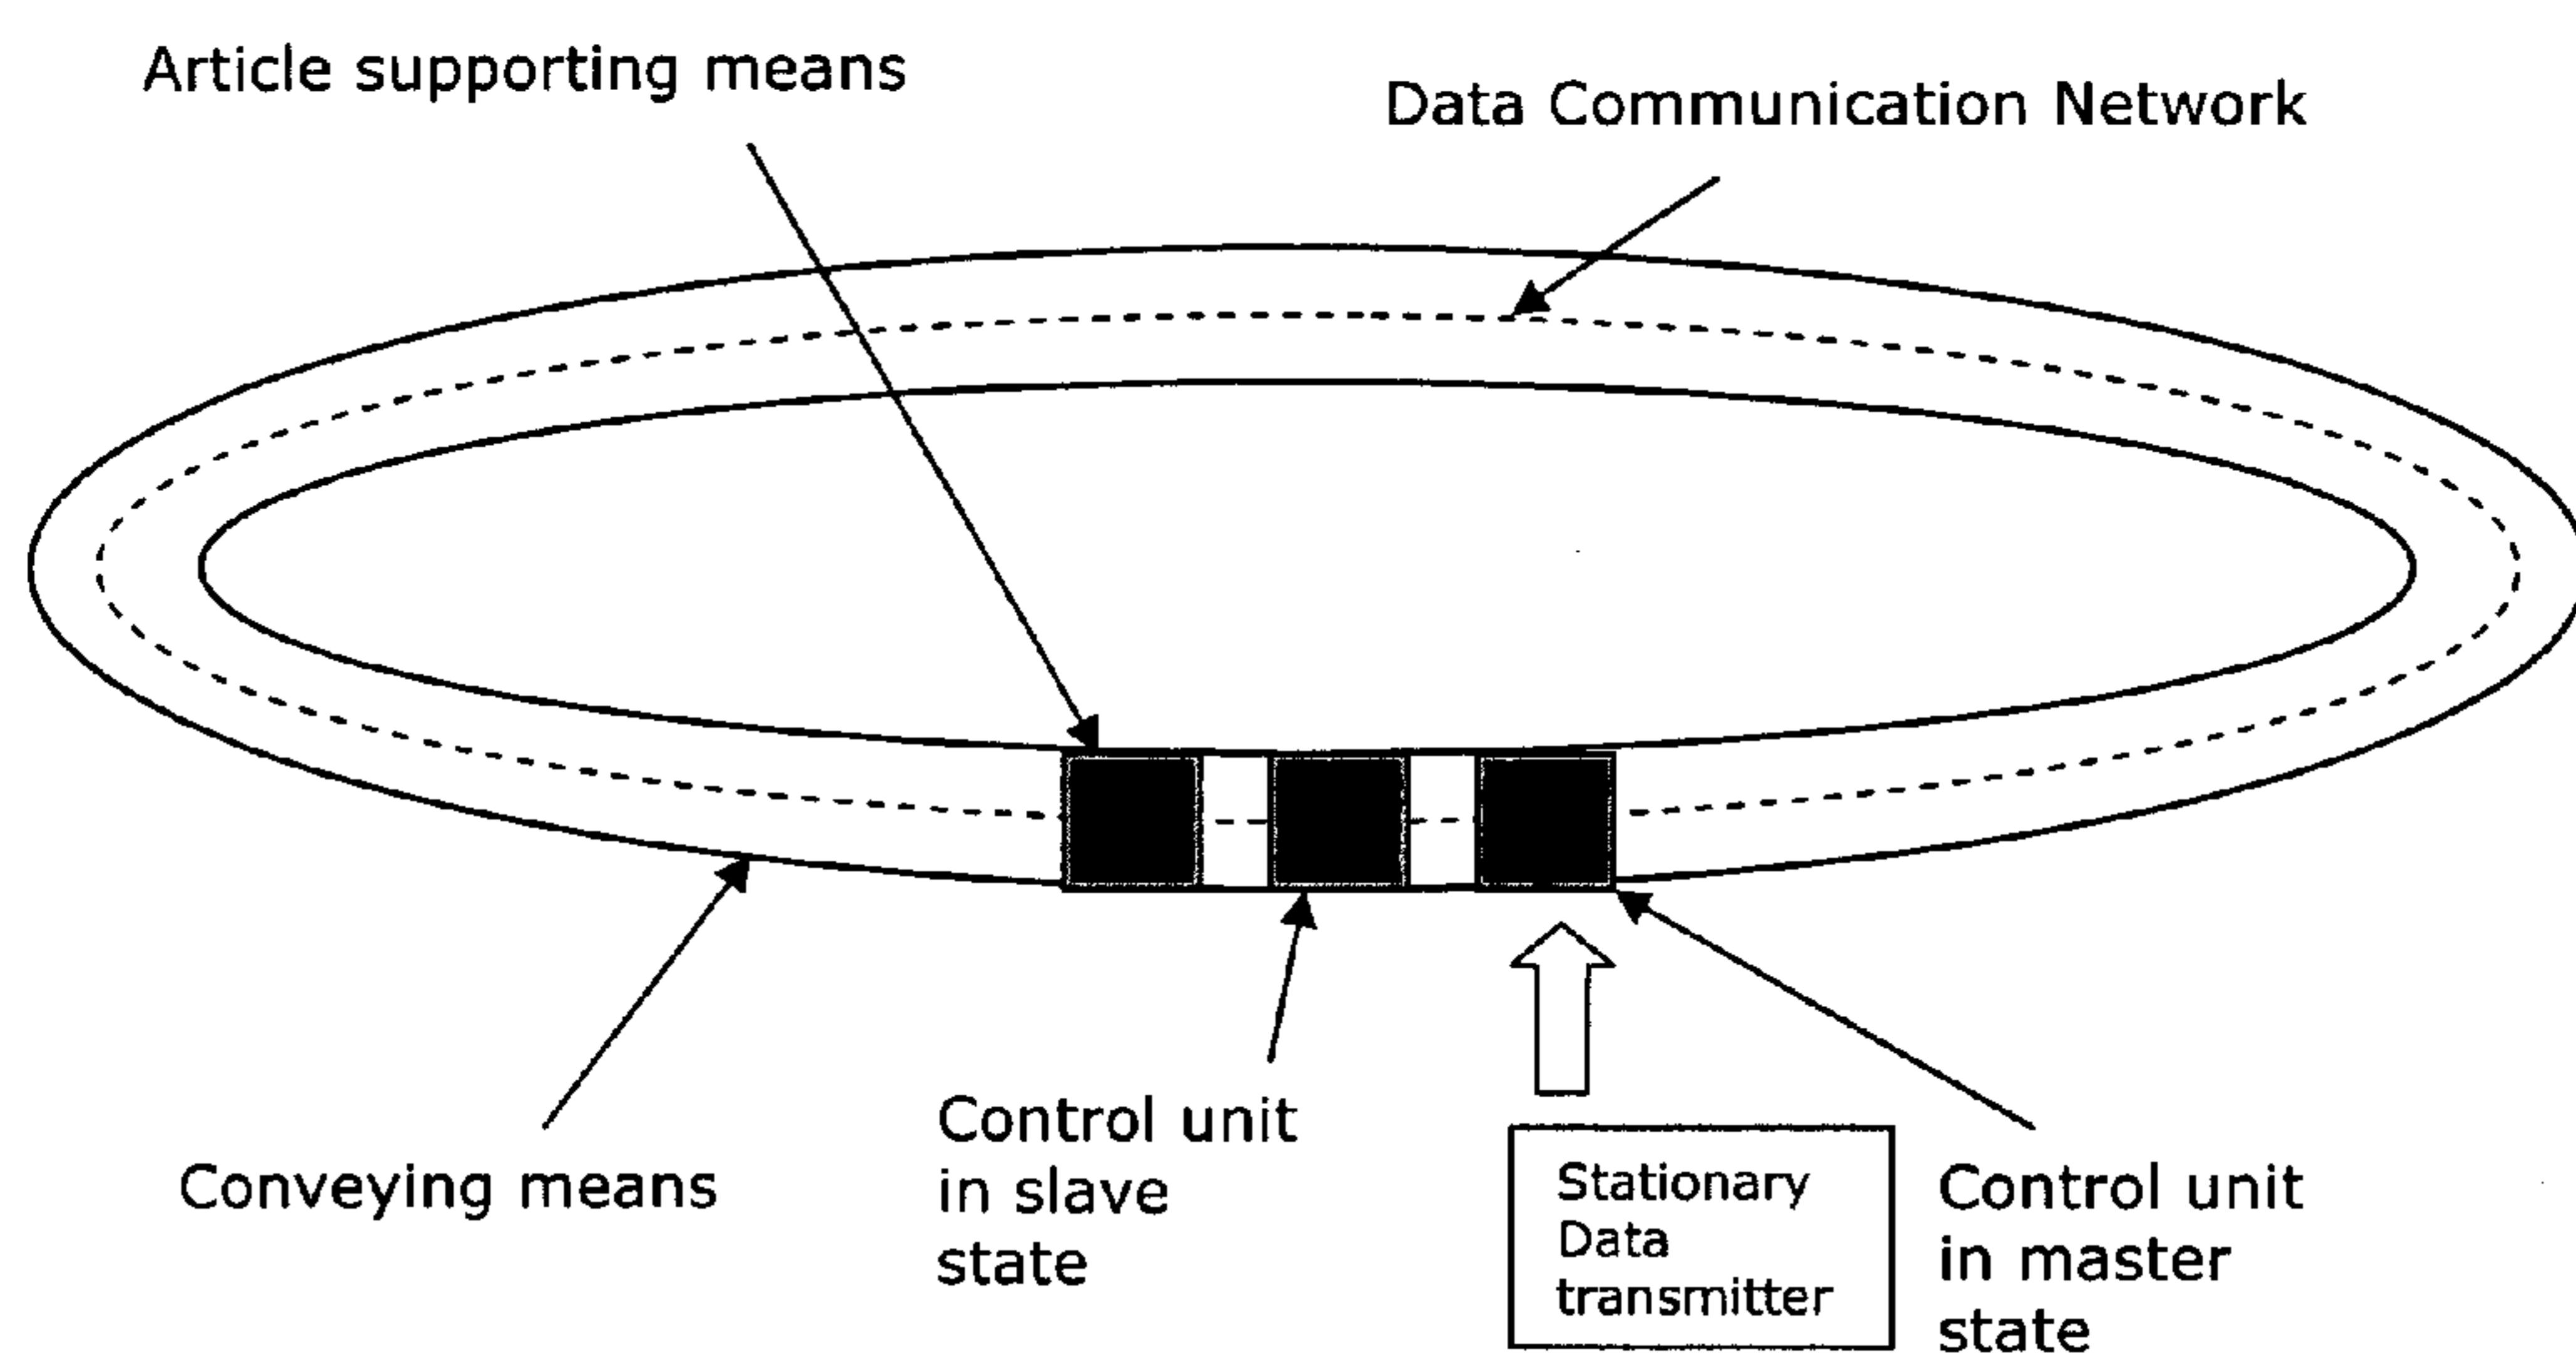 Article supporting means
Data Communication Network
Conveying means
Control unit
in slave
state
Stationary
Data
transmitter
Control unit
in master
state